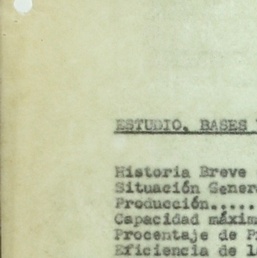 ESTUDIO. BASES
Historia Breve
Situación Gener
Producción.....
Capacidad máxim
Procentaje de P
Eficiencia de l